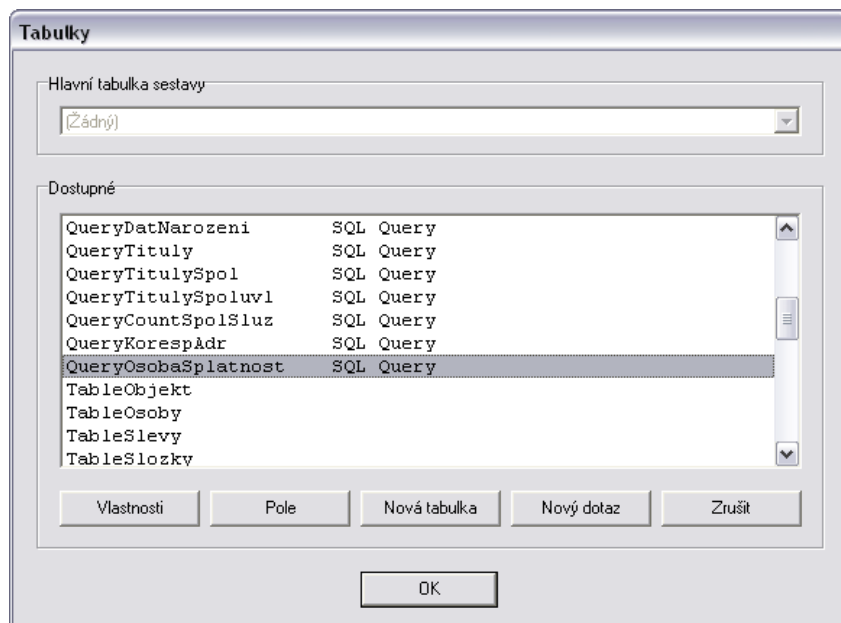 Tabulky
Hlavní tabulka sestavy
(Žádný)
Dostupné
QueryDatNarozeni SQL Query
QueryTituly SQL Query
QueryTitulySpol SQL Query
QueryTitulySpoluvl SQL Query
QueryCountSpolSluz SQL Query
QueryKorespAdr SQL Query
QueryOsobaSplatnost SQL Query
TableObjekt
TableOsoby
TableSlevy
TableSlozky
Vlastnosti Pole Nová tabulka Nový dotaz Zrušit
OK